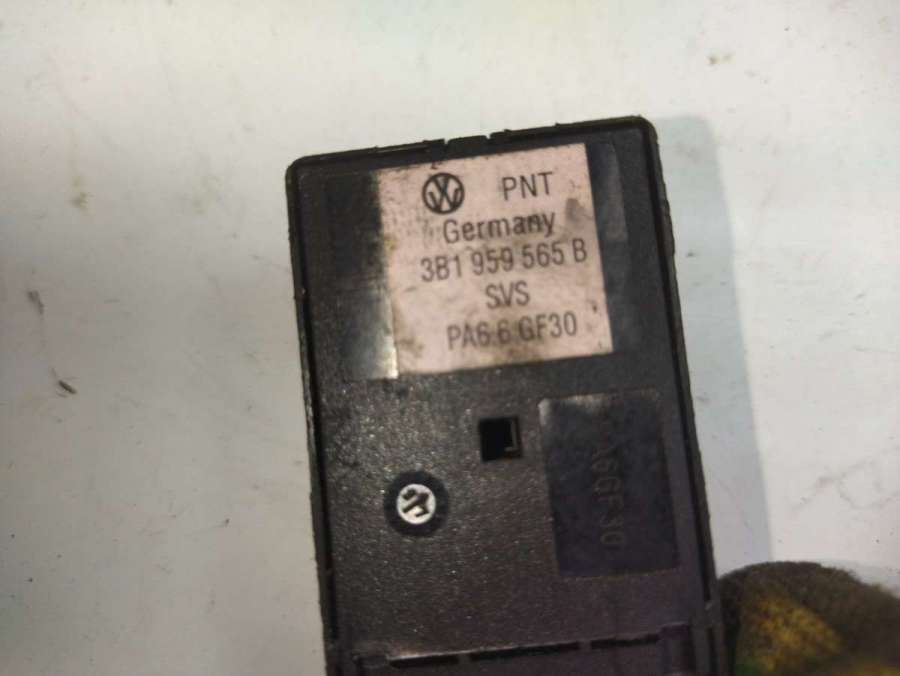 PNT
Germany
3B1 959 565 B
SVS
PA6.6 GF30